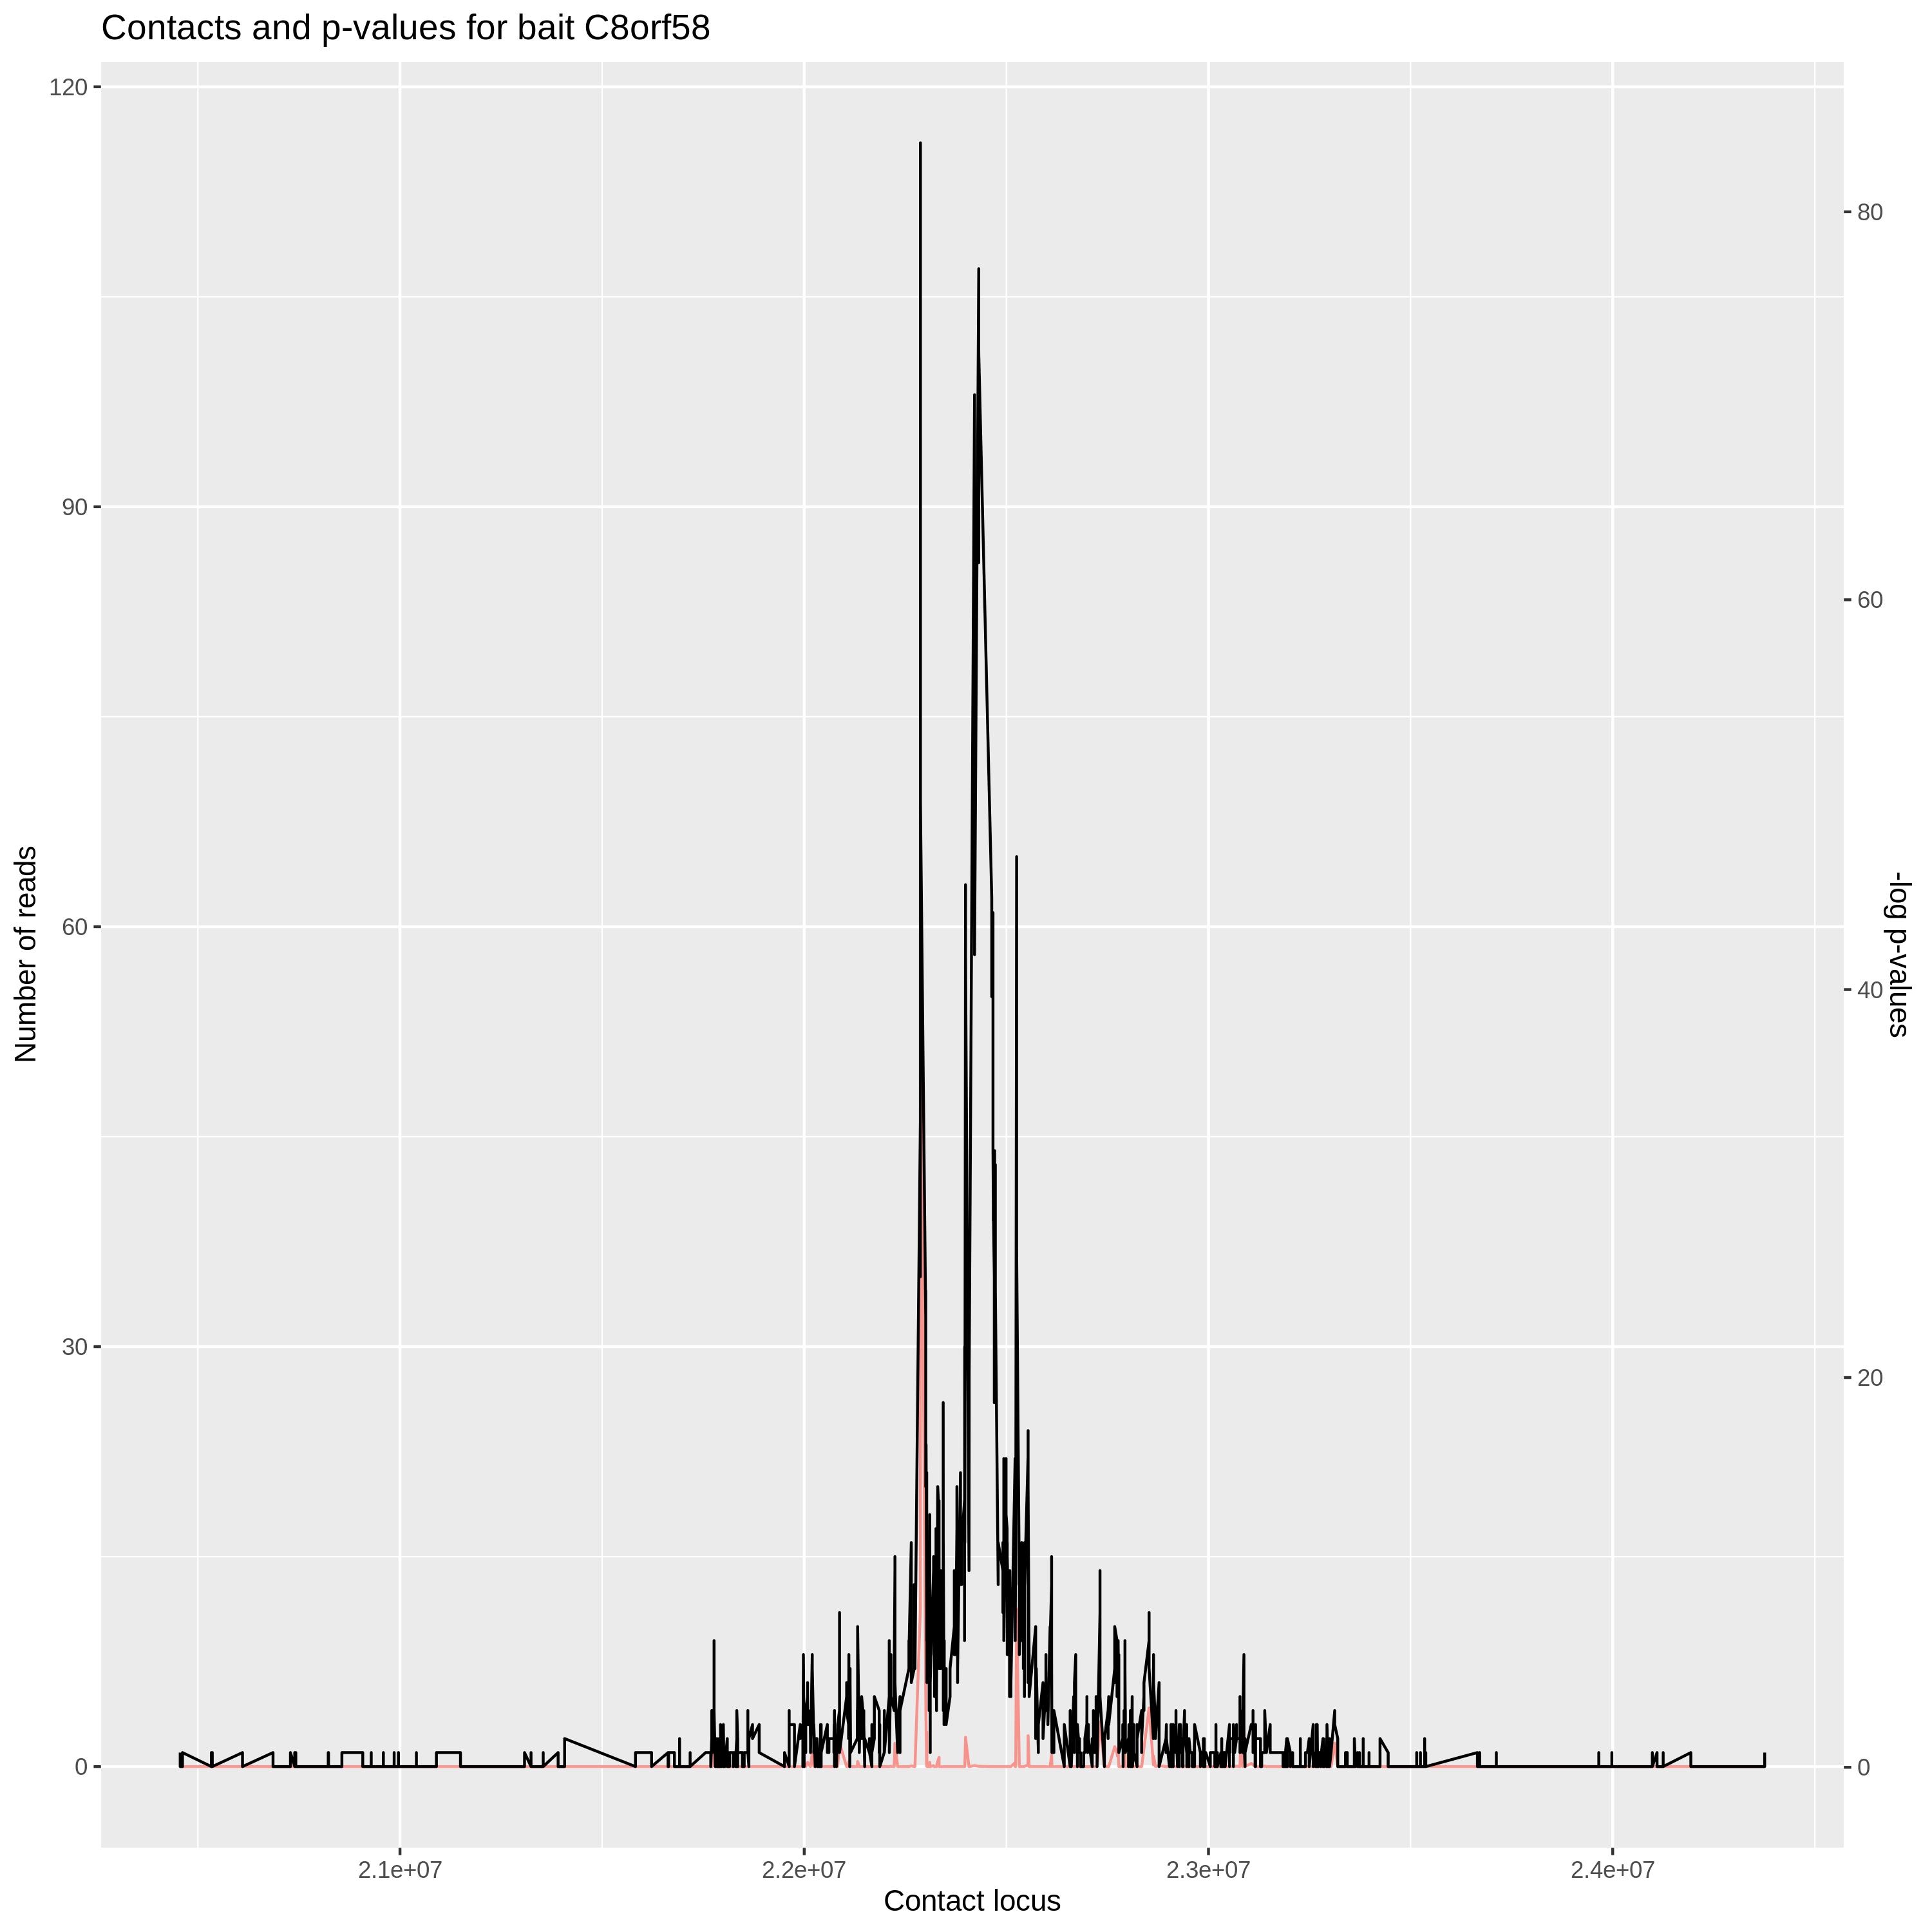 Contacts and p-values for bait C8orf58
120
90
60
30
0
80
60
40
20
0
Number of reads
-log p-values
2.1e+07 2.2e+07 2.3e+07 2.4e+07
Contact locus